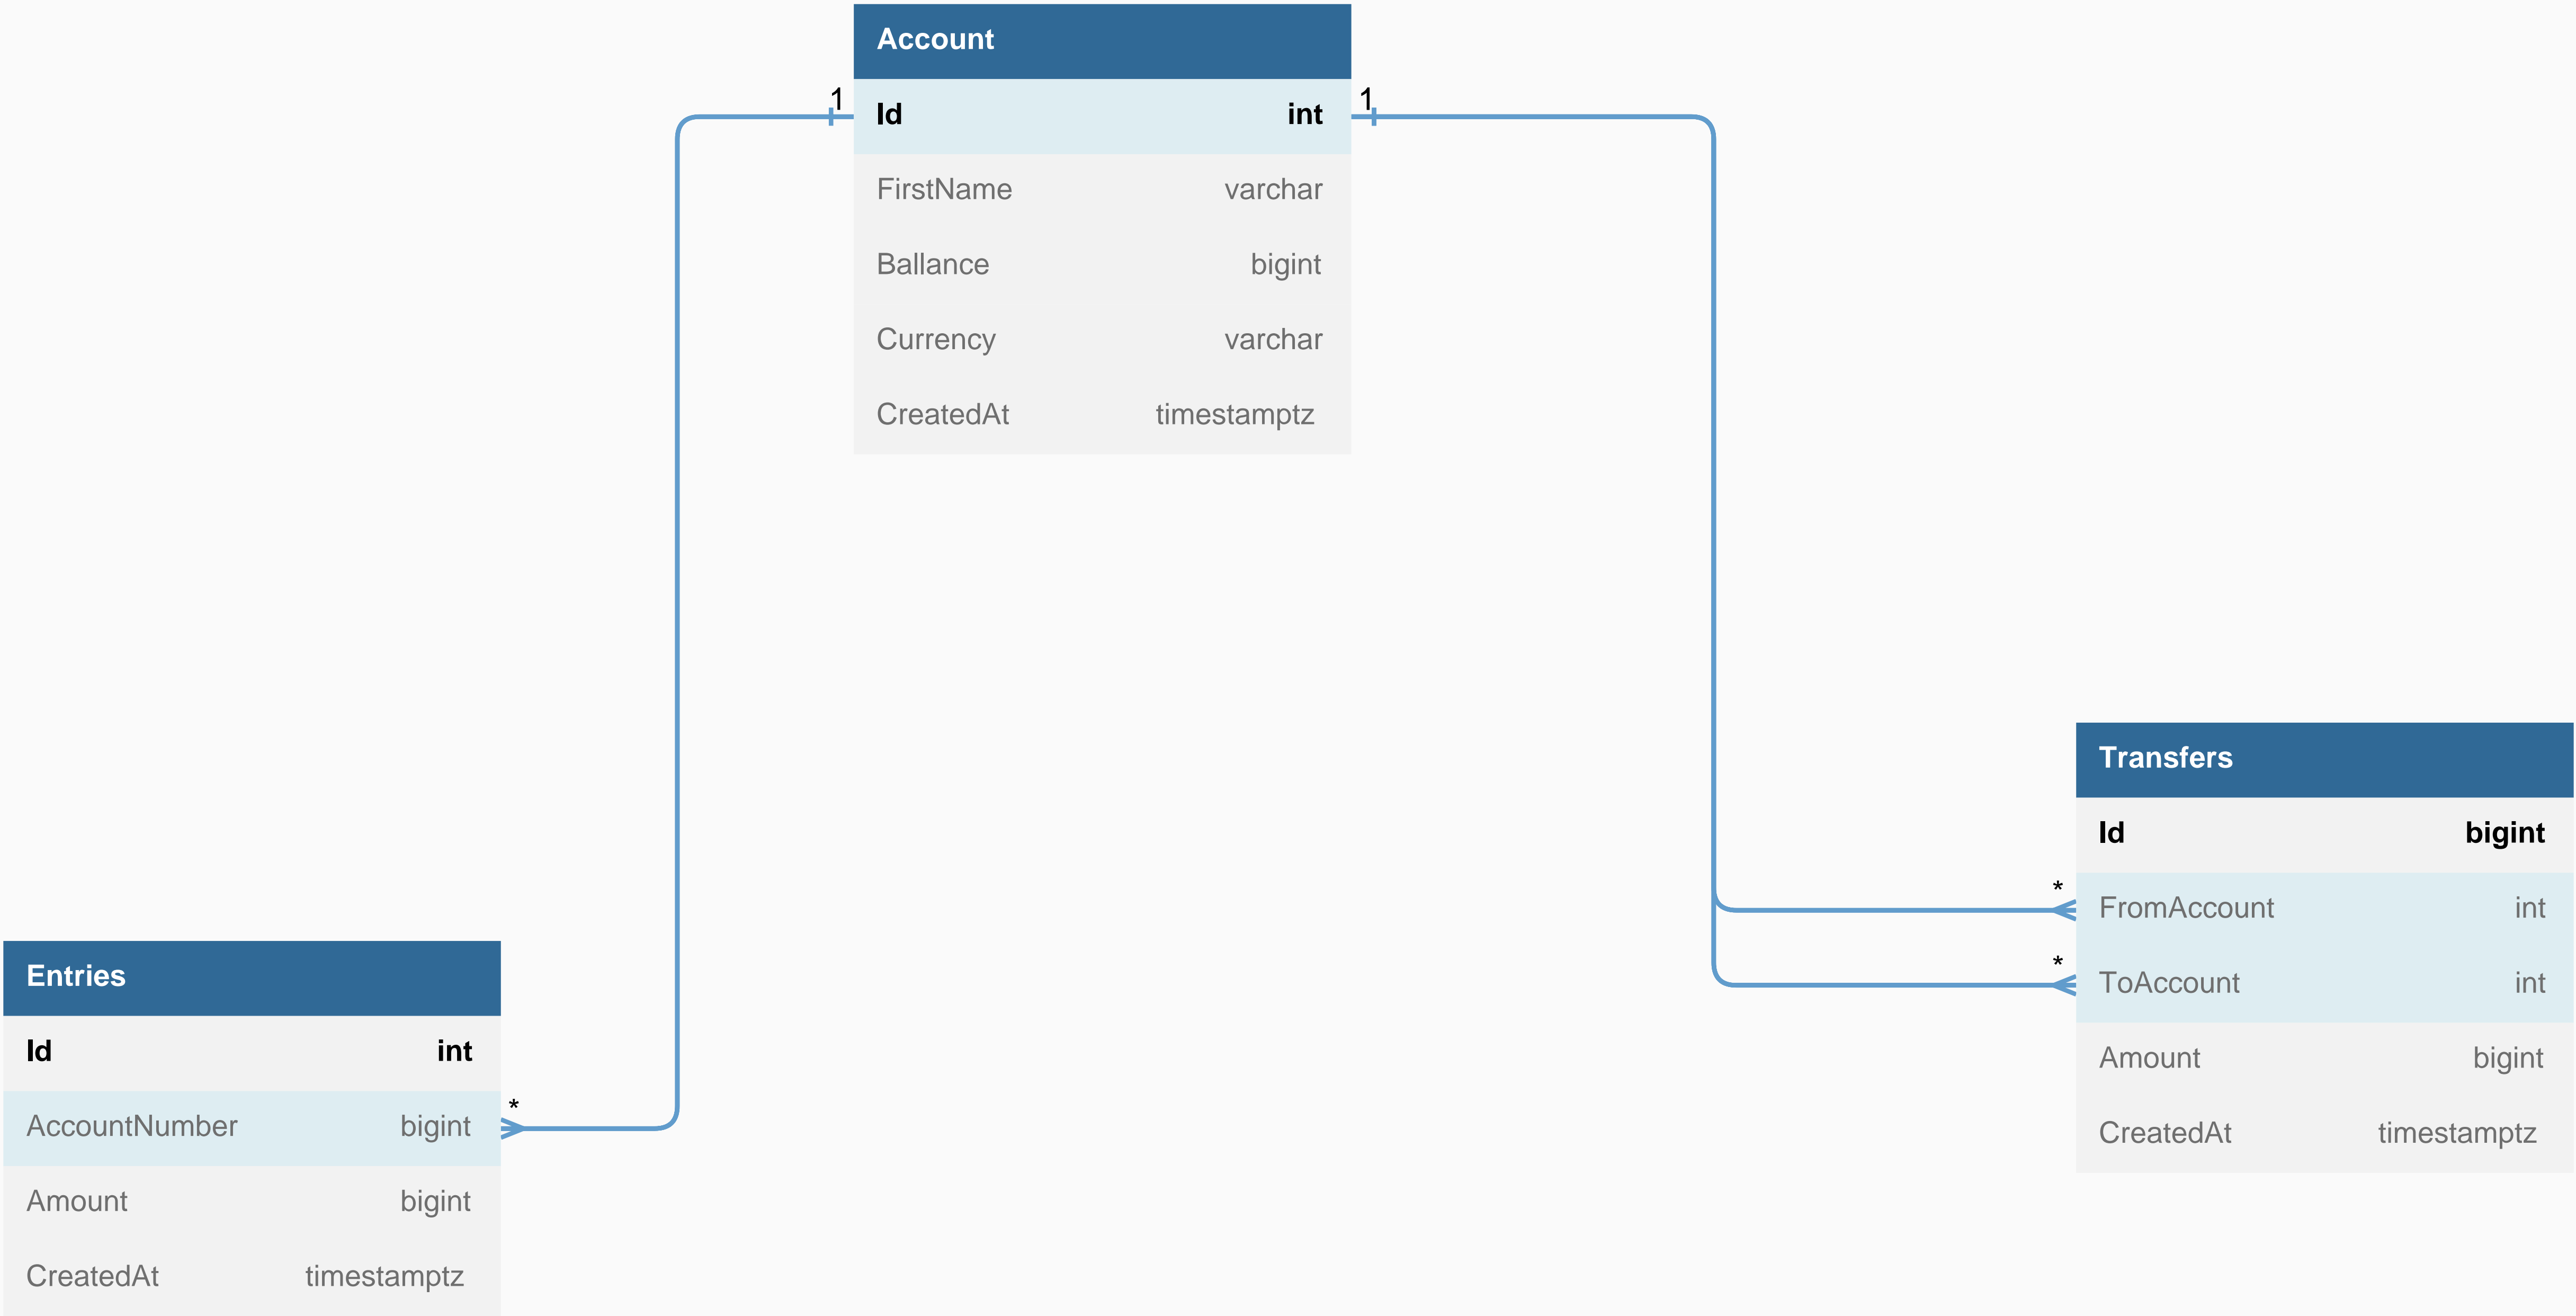 Account
1
1
Id int
FirstName varchar
Ballance bigint
Currency varchar
CreatedAt timestamptz
Transfers
Id bigint
*
FromAccount int
*
ToAccount int
Amount bigint
CreatedAt timestamptz
Entries
Id int
*
AccountNumber bigint
Amount bigint
CreatedAt timestamptz